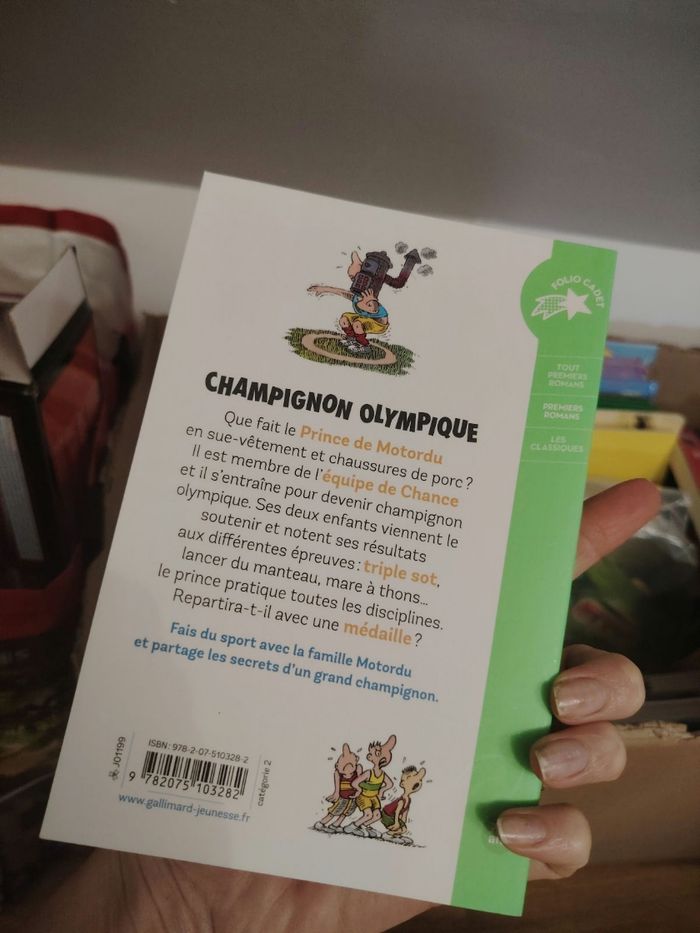 FOLIO CADET
TOUT
PREMIERS
ROMANS
PREMIERS
ROMANS
LES
CLASSIQUES
CHAMPIGNON OLYMPIQUE
Que fait le Prince de Motordu
en sue-vêtement et chaussures de porc ?
Il est membre de l'équipe de Chance
et il s'entraîne pour devenir champignon
olympique. Ses deux enfants viennent le
soutenir et notent ses résultats
aux différentes épreuves : triple sot,
lancer du manteau, mare à thons...
le prince pratique toutes les disciplines.
Repartira-t-il avec une médaille ?
Fais du sport avec la famille Motordu
et partage les secrets d'un grand champignon.
J01199
ISBN: 978-2-07-510328-2
9 782075 103282
catégorie 2
www.gallimard-jeunesse.fr